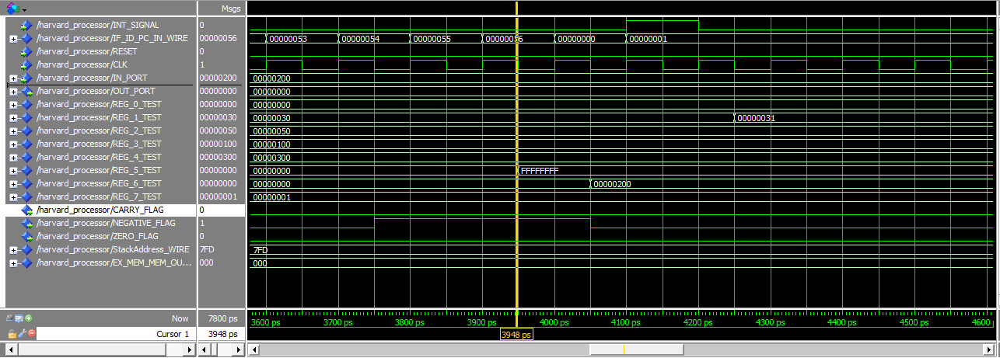 Msgs
/harvard_processor/INT_SIGNAL 0
/harvard_processor/IF_ID_PC_IN_WIRE 00000056 00000053 00000054 00000055 00000056 00000000 00000001
/harvard_processor/RESET 0
/harvard_processor/CLK 1
/harvard_processor/IN_PORT 00000200 00000200
/harvard_processor/OUT_PORT 00000000 00000000
/harvard_processor/REG_0_TEST 00000000 00000000
/harvard_processor/REG_1_TEST 00000030 00000030 00000031
/harvard_processor/REG_2_TEST 00000050 00000050
/harvard_processor/REG_3_TEST 00000100 00000100
/harvard_processor/REG_4_TEST 00000300 00000300
/harvard_processor/REG_5_TEST 00000000 00000000 FFFFFFFF
/harvard_processor/REG_6_TEST 00000000 00000000 00000200
/harvard_processor/REG_7_TEST 00000001 00000001
/harvard_processor/CARRY_FLAG 0
/harvard_processor/NEGATIVE_FLAG 1
/harvard_processor/ZERO_FLAG 0
/harvard_processor/StackAddress_WIRE 7FD 7FD
/harvard_processor/EX_MEM_MEM_OU... 000 000
Now 7800 ps 3600 ps 3700 ps 3800 ps 3900 ps 4000 ps 4100 ps 4200 ps 4300 ps 4400 ps 4500 ps 4600
Cursor 1 3948 ps 3948 ps